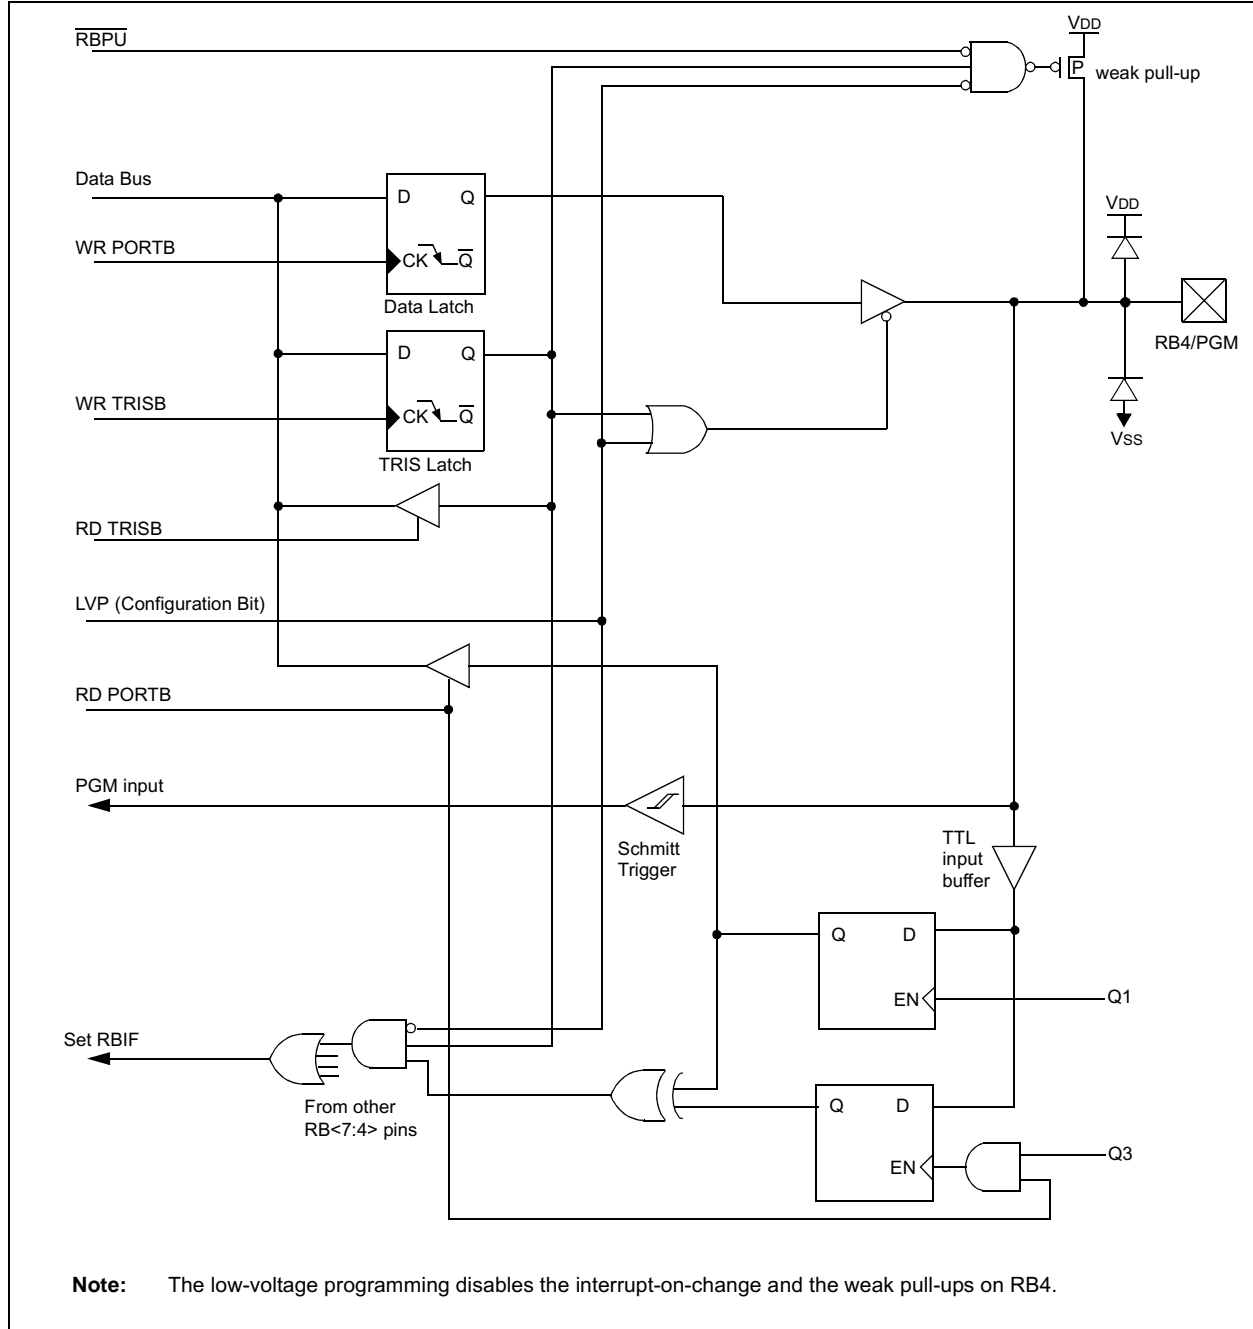 RBPU
VDD
P
weak pull-up
Data Bus
D
Q
VDD
WR PORTB
CK
Q
Data Latch
D
Q
RB4/PGM
WR TRISB
CK
Q
VSS
TRIS Latch
RD TRISB
LVP (Configuration Bit)
RD PORTB
PGM input
Schmitt
Trigger
TTL
input
buffer
Q
D
EN
Q1
Set RBIF
From other
RB<7:4> pins
Q
D
EN
Q3
Note: The low-voltage programming disables the interrupt-on-change and the weak pull-ups on RB4.